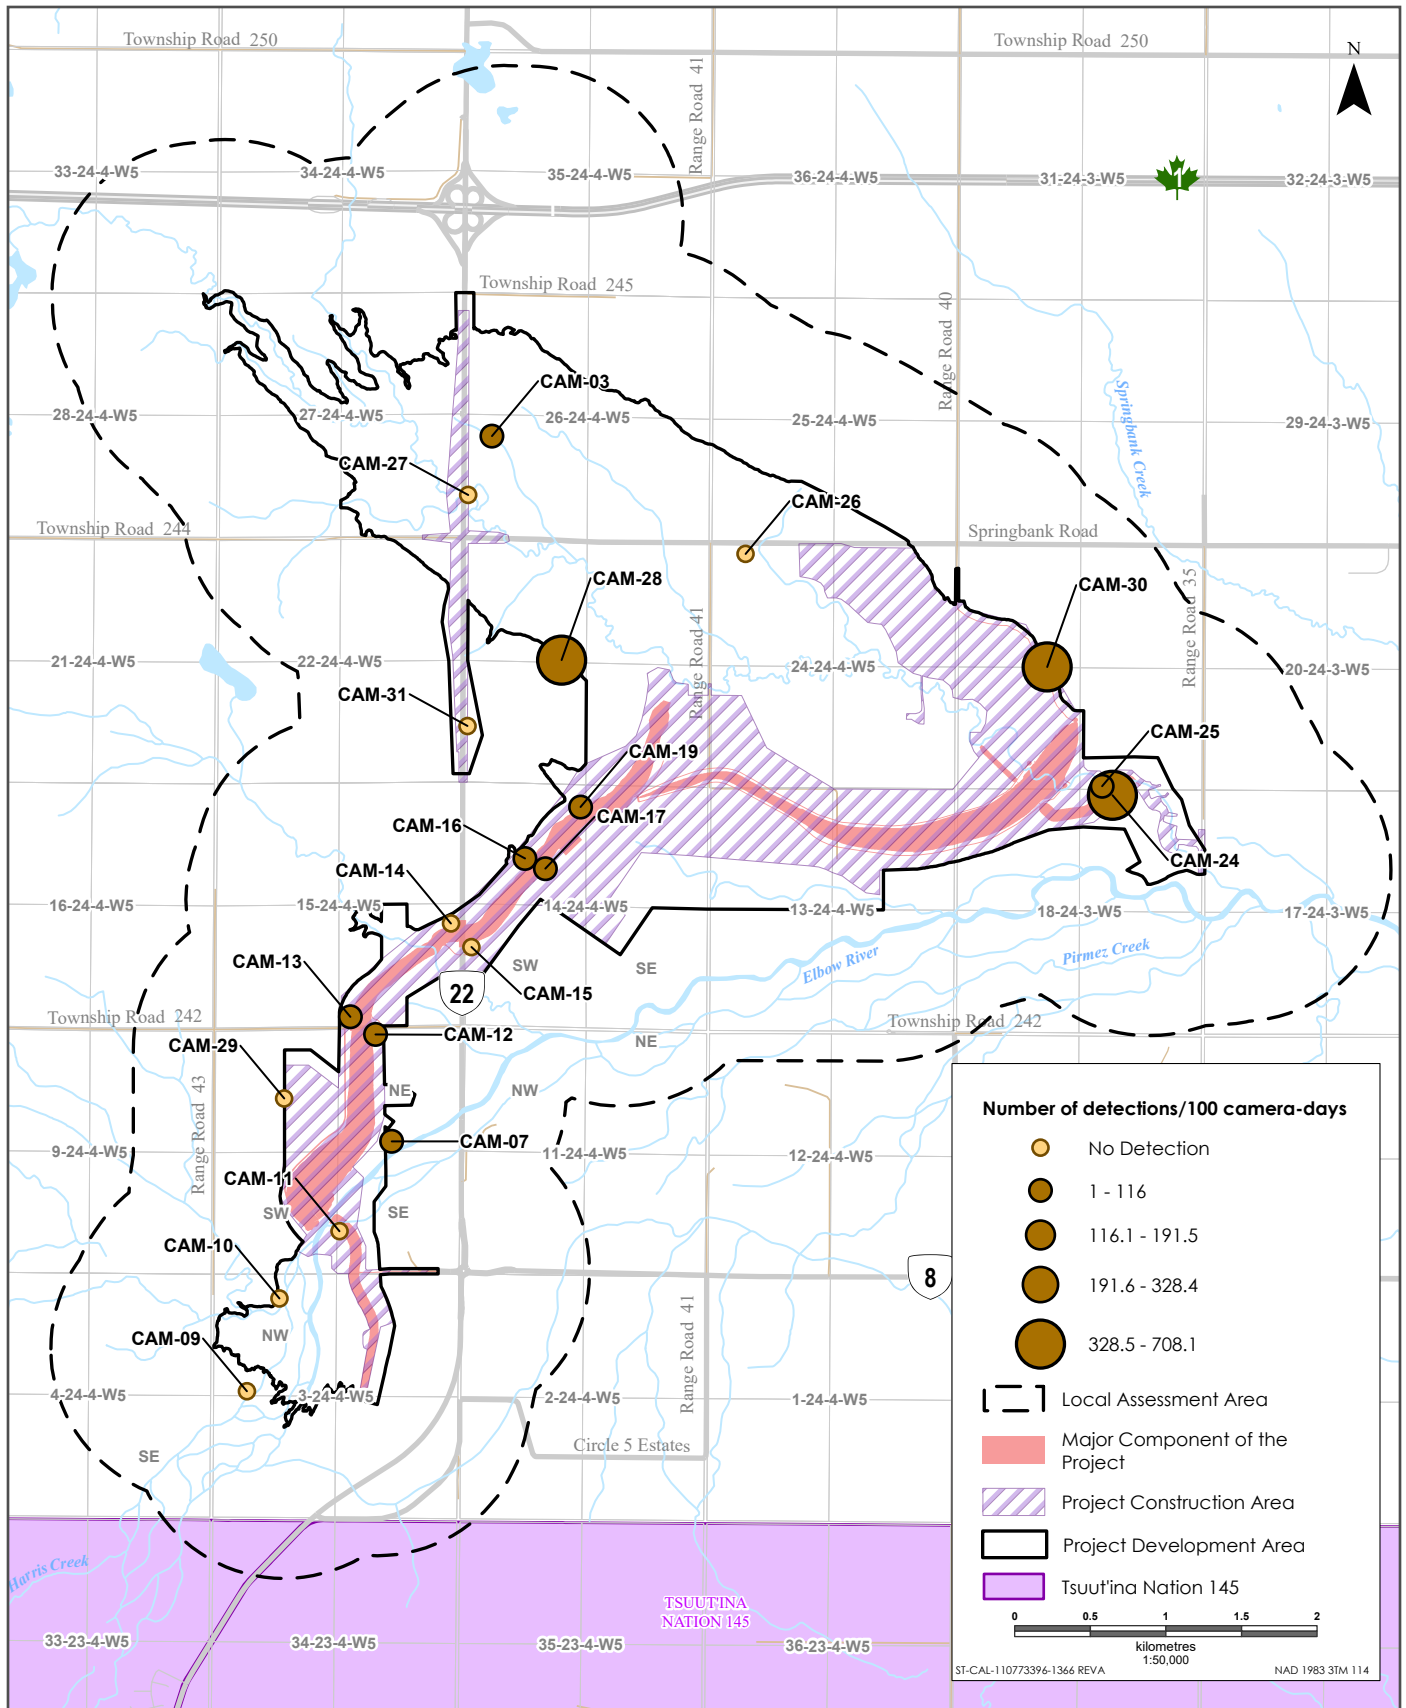 Township Road 250
Township Road 250
N
Range Road 41
33-24-4-W5
34-24-4-W5
35-24-4-W5
36-24-4-W5
31-24-3-W5
1
32-24-3-W5
Township Road 245
Range Road 40
CAM-03
Springbank Creek
28-24-4-W5
27-24-4-W5
26-24-4-W5
25-24-4-W5
29-24-3-W5
CAM-27
CAM-26
Township Road 244
Springbank Road
CAM-28
CAM-30
Range Road 41
Range Road 35
21-24-4-W5
22-24-4-W5
24-24-4-W5
20-24-3-W5
CAM-31
CAM-25
CAM-19
CAM-16
CAM-17
CAM-14
CAM-24
16-24-4-W5
15-24-4-W5
14-24-4-W5
13-24-4-W5
18-24-3-W5
17-24-3-W5
CAM-13
SW
SE
Elbow River
Pirmez Creek
22
CAM-15
Township Road 242
Township Road 242
CAM-12
NE
CAM-29
Range Road 43
NE
NW
9-24-4-W5
CAM-07
11-24-4-W5
12-24-4-W5
CAM-11
SW
SE
CAM-10
8
NW
CAM-09
Range Road 41
4-24-4-W5
3-24-4-W5
2-24-4-W5
1-24-4-W5
SE
Circle 5 Estates
Harris Creek
TSUUT'INA
NATION 145
33-23-4-W5
34-23-4-W5
35-23-4-W5
36-23-4-W5
Number of detections/100 camera-days
No Detection
1 - 116
116.1 - 191.5
191.6 - 328.4
328.5 - 708.1
Local Assessment Area
Major Component of the
Project
Project Construction Area
Project Development Area
Tsuut'ina Nation 145
0 0.5 1 1.5 2
kilometres
1:50,000
ST-CAL-110773396-1366 REVA
NAD 1983 3TM 114